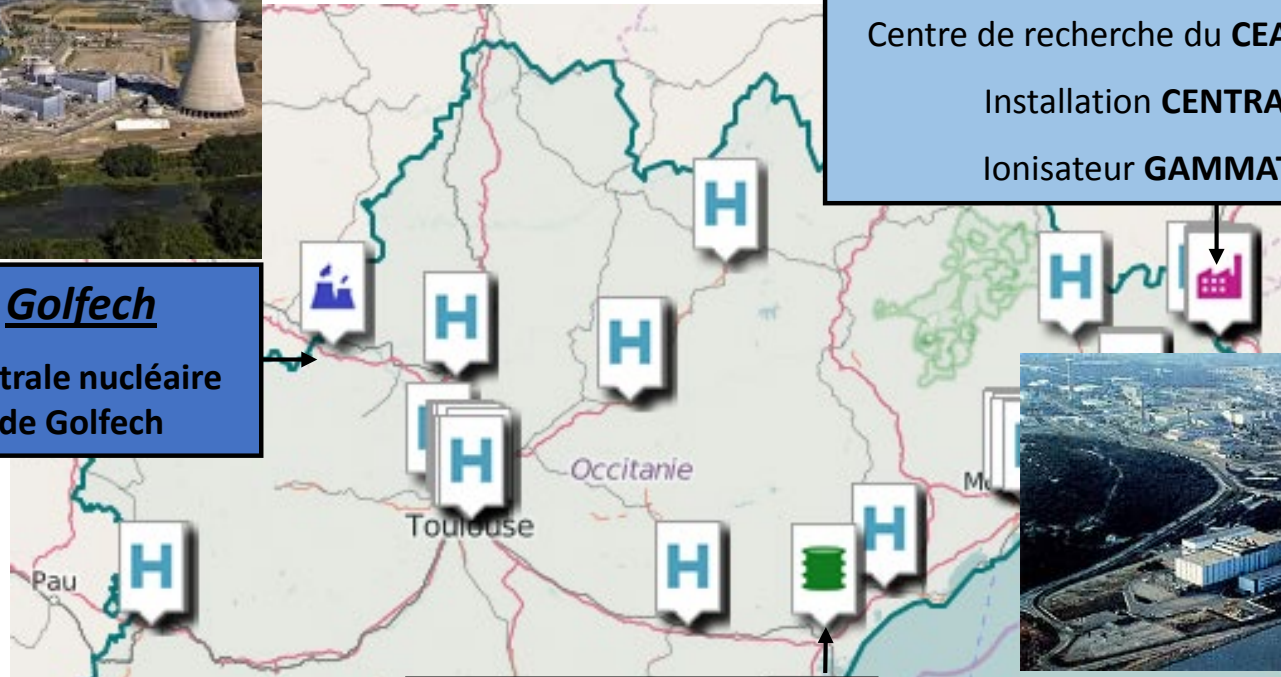 Centre de recherche du CEA
Installation CENTRA
Ionisateur GAMMAT
Golfech
trale nucléaire
de Golfech
H
H
H
H
H
Occitanie
H
M
Toulouse
H
H
H
Pau